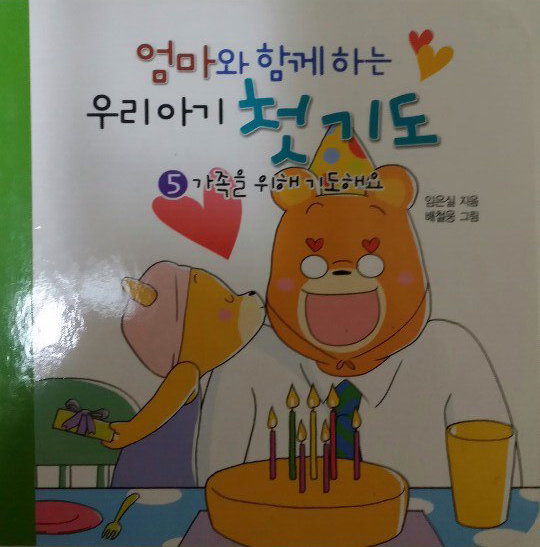 엄마와 함께 하는
우리 아기 첫 기도
5 가족을 위해 기도해요
임은실 지음
배철웅 그림